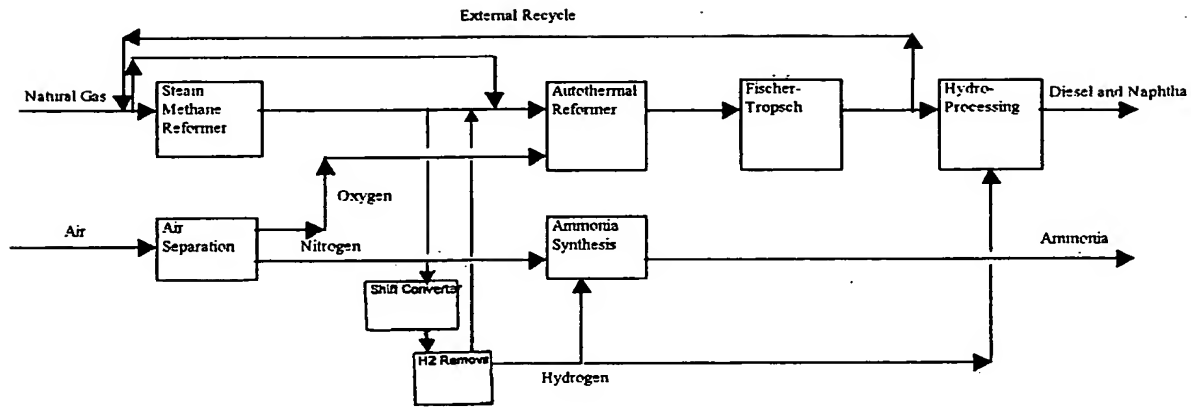 External Recycle
Natural Gas
Steam
Methane
Reformer
Autothermal
Reformer
Fischer-
Tropsch
Hydro-
Processing
Diesel and Naphtha
Oxygen
Air
Air
Separation
Nitrogen
Ammonia
Synthesis
Ammonia
Shift Converter
H2 Remova
Hydrogen